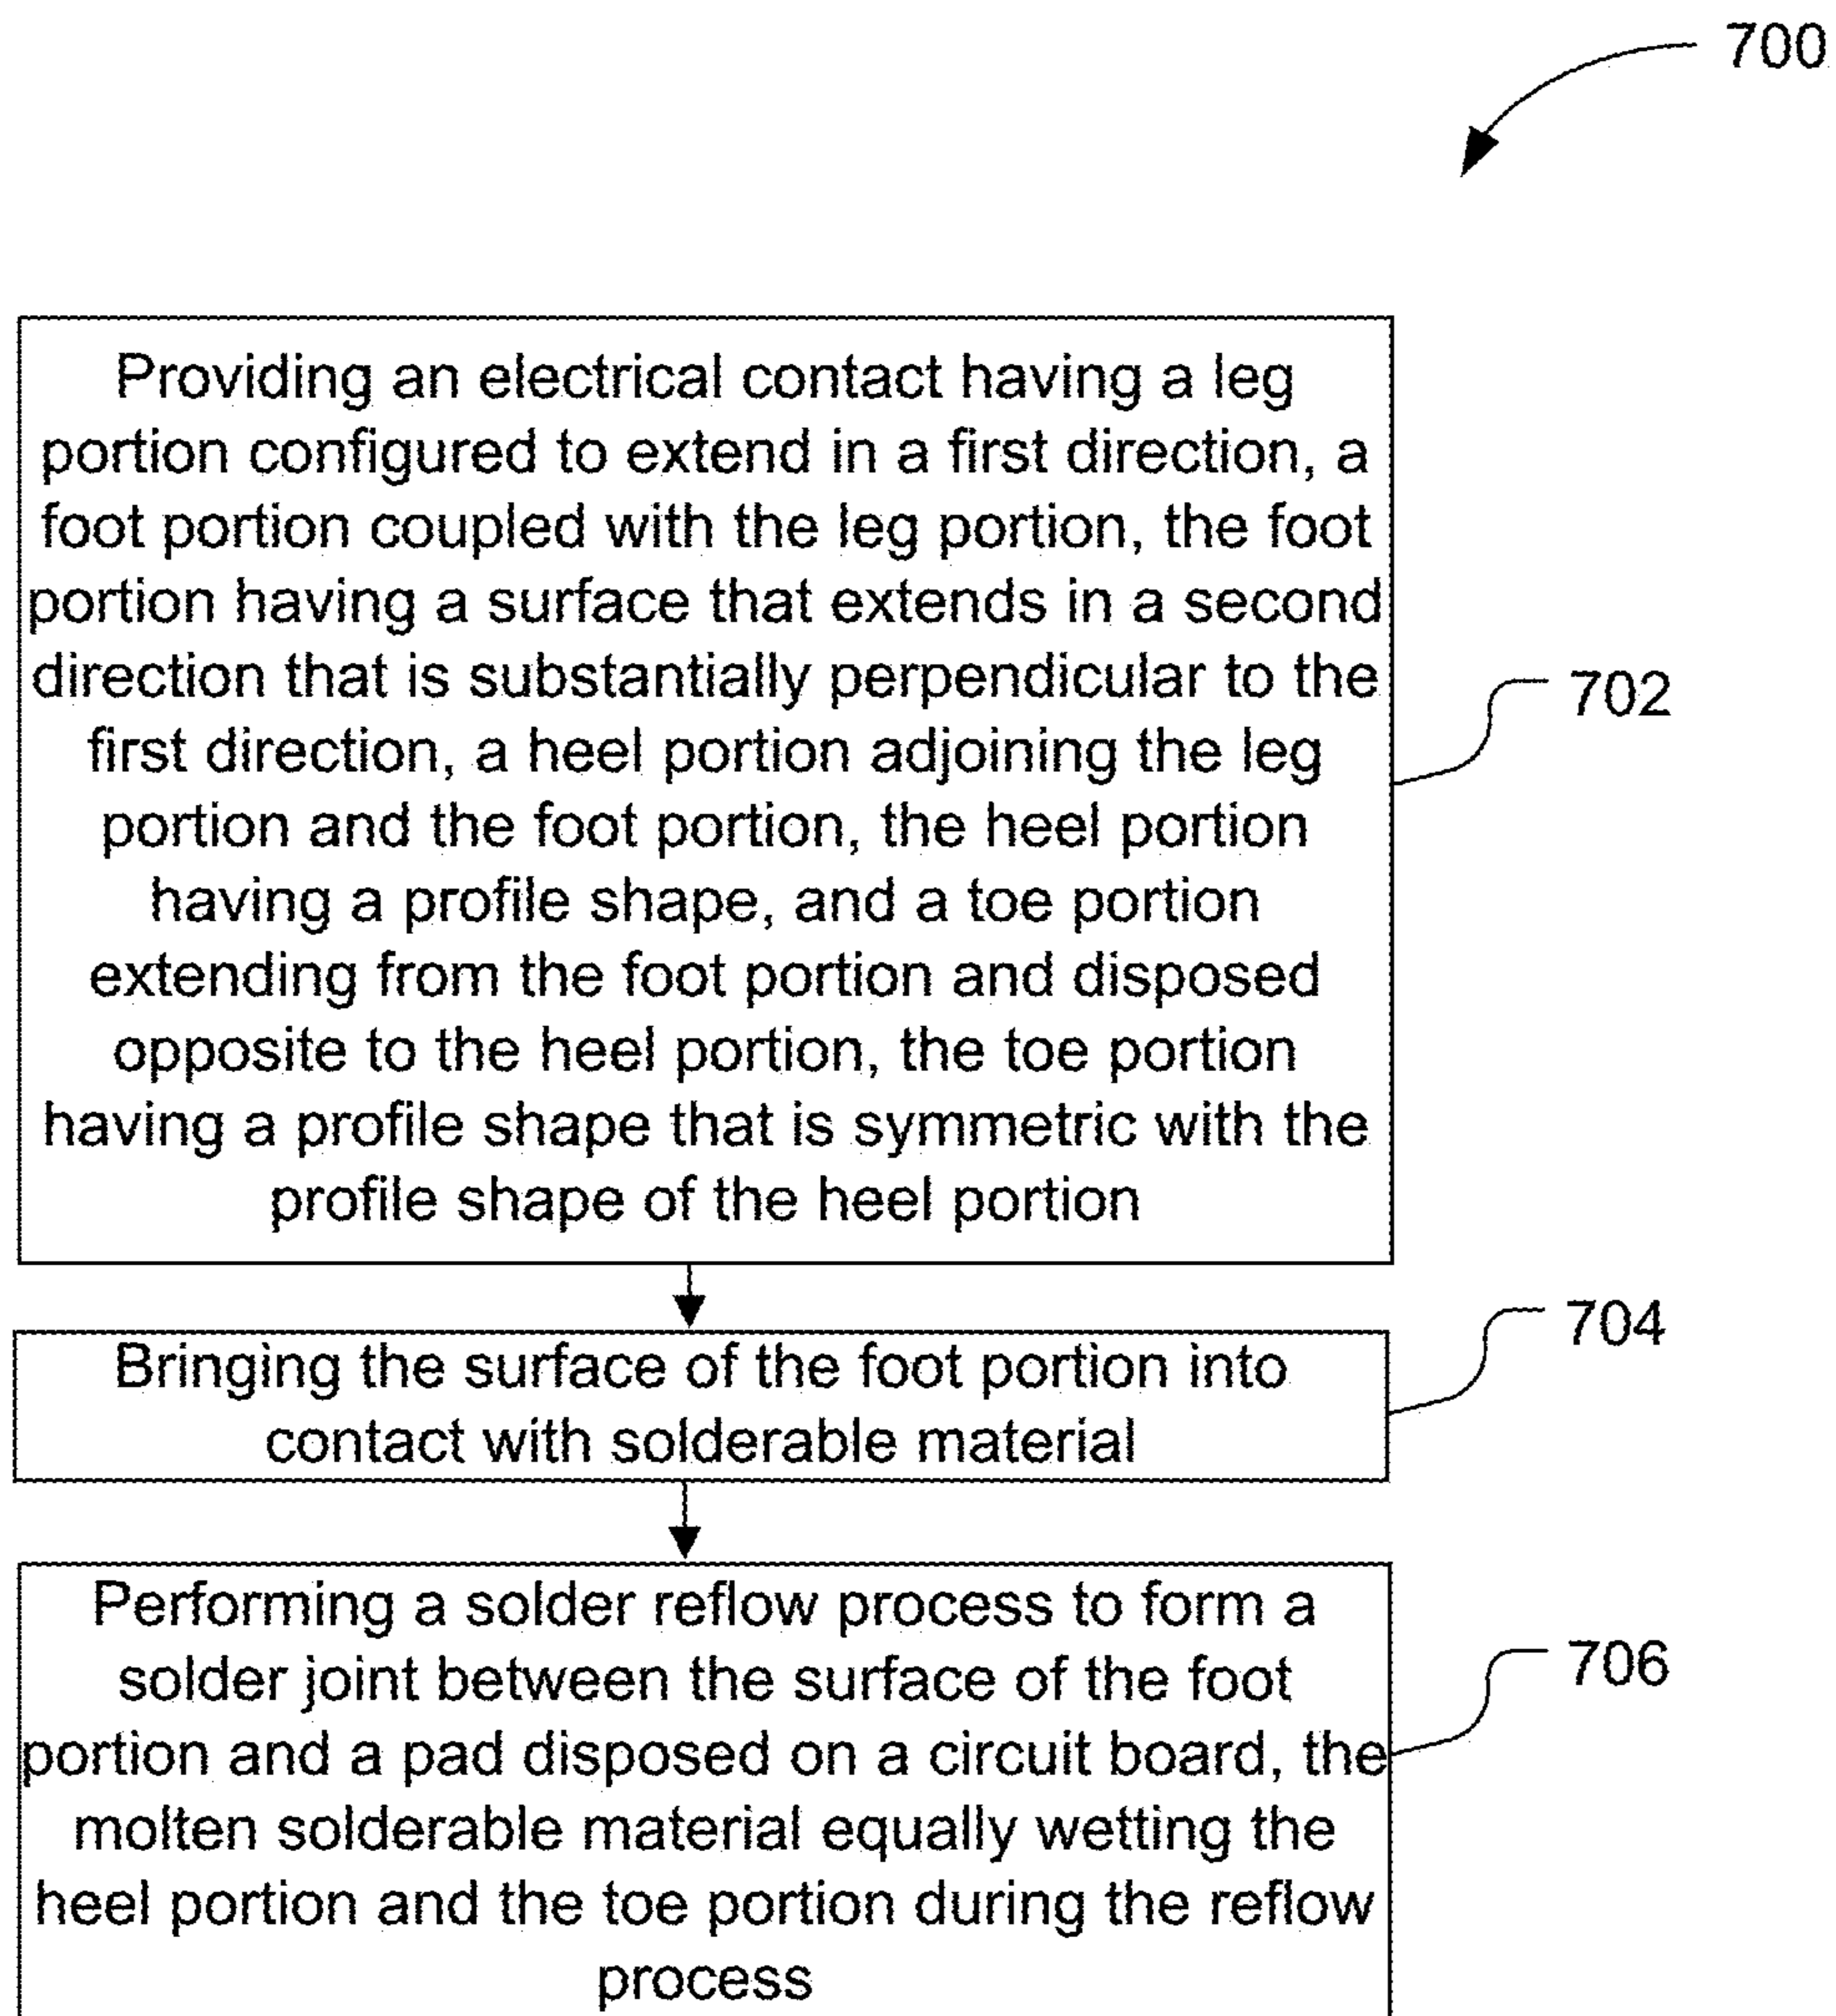 700
Providing an electrical contact having a leg
portion configured to extend in a first direction, a
foot portion coupled with the leg portion, the foot
portion having a surface that extends in a second
direction that is substantially perpendicular to the
first direction, a heel portion adjoining the leg
portion and the foot portion, the heel portion
having a profile shape, and a toe portion
extending from the foot portion and disposed
opposite to the heel portion, the toe portion
having a profile shape that is symmetric with the
profile shape of the heel portion
702
Bringing the surface of the foot portion into
contact with solderable material
704
Performing a solder reflow process to form a
solder joint between the surface of the foot
portion and a pad disposed on a circuit board, the
molten solderable material equally wetting the
heel portion and the toe portion during the reflow
process
706